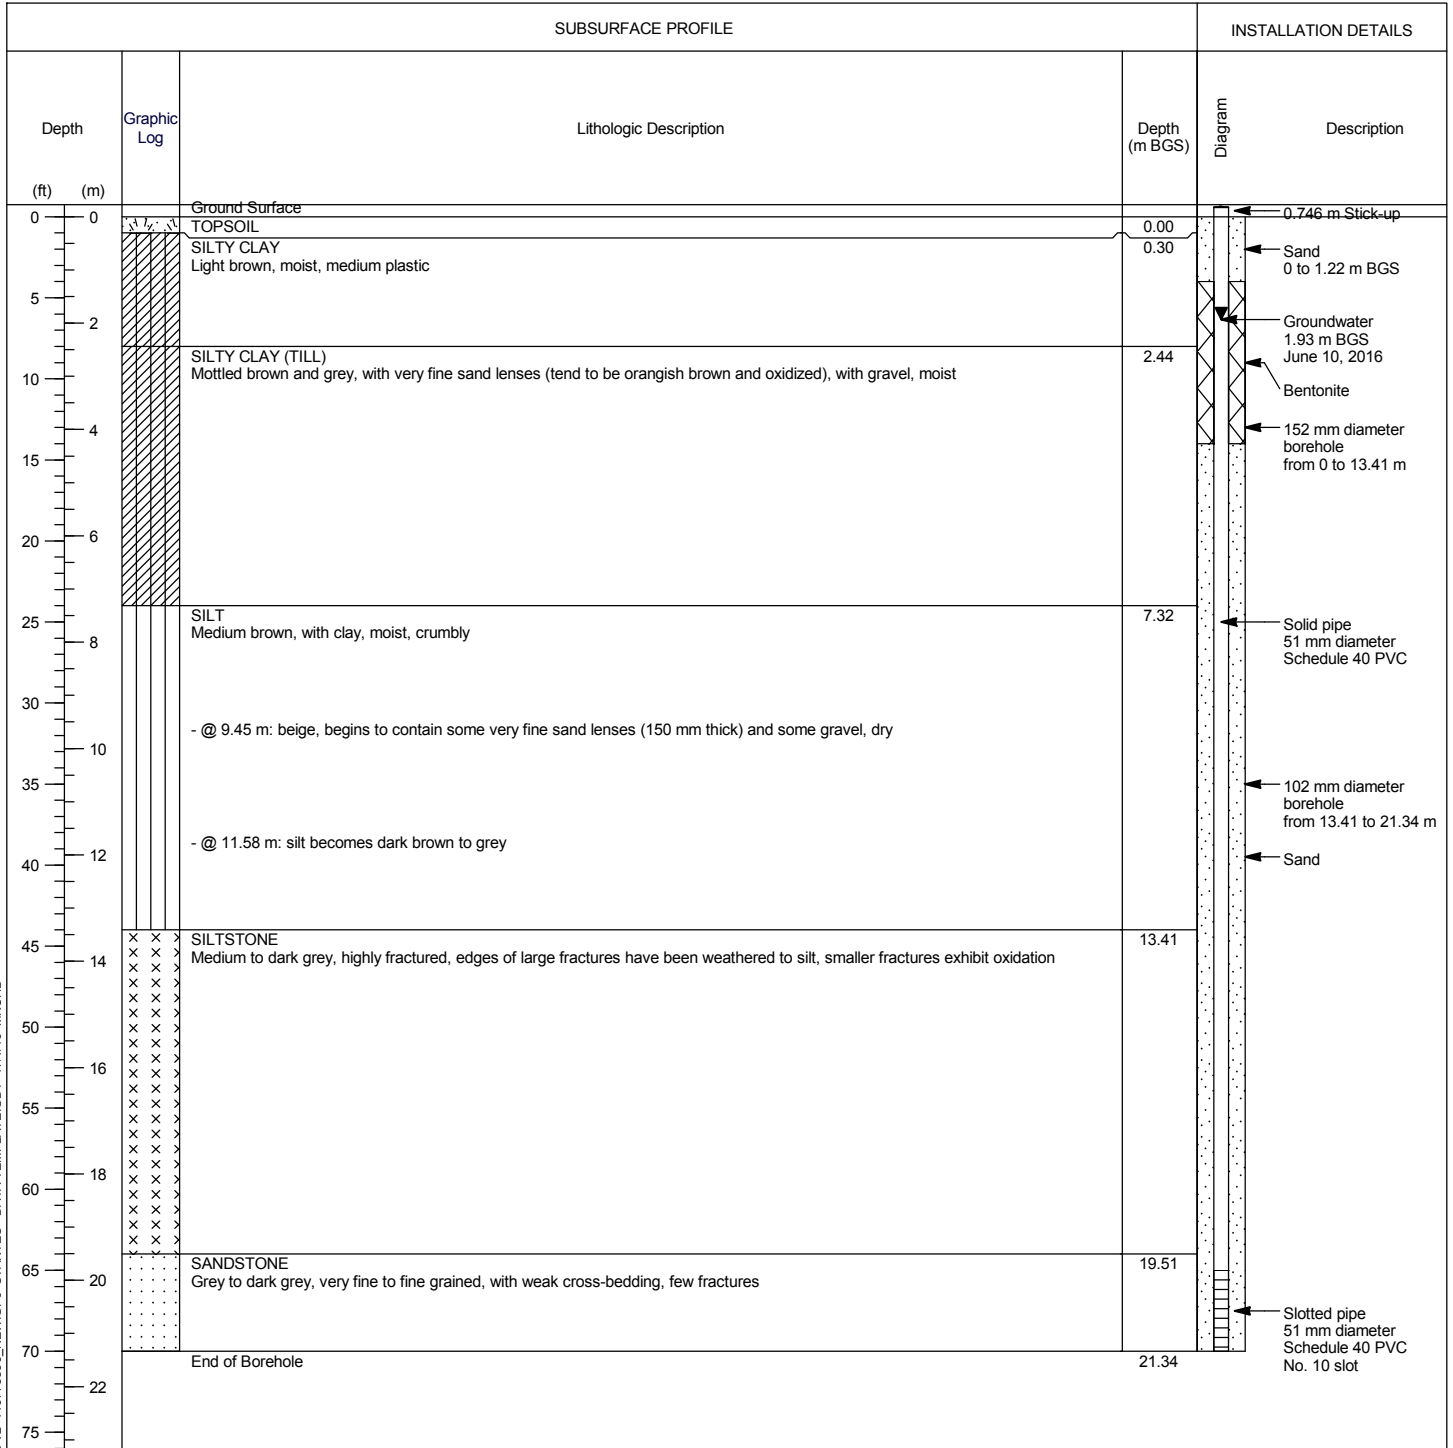 SUBSURFACE PROFILE
INSTALLATION DETAILS
Depth
Graphic
Log
Lithologic Description
Depth
(m BGS)
Diagram
Description
(ft) (m)
Ground Surface
0 0
TOPSOIL 0.00
0.746 m Stick-up
SILTY CLAY 0.30
Light brown, moist, medium plastic
Sand
0 to 1.22 m BGS
5
2
Groundwater
1.93 m BGS
June 10, 2016
SILTY CLAY (TILL) 2.44
Mottled brown and grey, with very fine sand lenses (tend to be orangish brown and oxidized), with gravel, moist
10
Bentonite
4
152 mm diameter
borehole
from 0 to 13.41 m
15
6
20
SILT 7.32
Medium brown, with clay, moist, crumbly
25
8
Solid pipe
51 mm diameter
Schedule 40 PVC
30
- @ 9.45 m: beige, begins to contain some very fine sand lenses (150 mm thick) and some gravel, dry
10
35
102 mm diameter
borehole
from 13.41 to 21.34 m
- @ 11.58 m: silt becomes dark brown to grey
12
40
Sand
SILTSTONE 13.41
Medium to dark grey, highly fractured, edges of large fractures have been weathered to silt, smaller fractures exhibit oxidation
45
14
50
16
55
18
60
SANDSTONE 19.51
Grey to dark grey, very fine to fine grained, with weak cross-bedding, few fractures
65
20
Slotted pipe
51 mm diameter
Schedule 40 PVC
No. 10 slot
70
End of Borehole 21.34
22
75